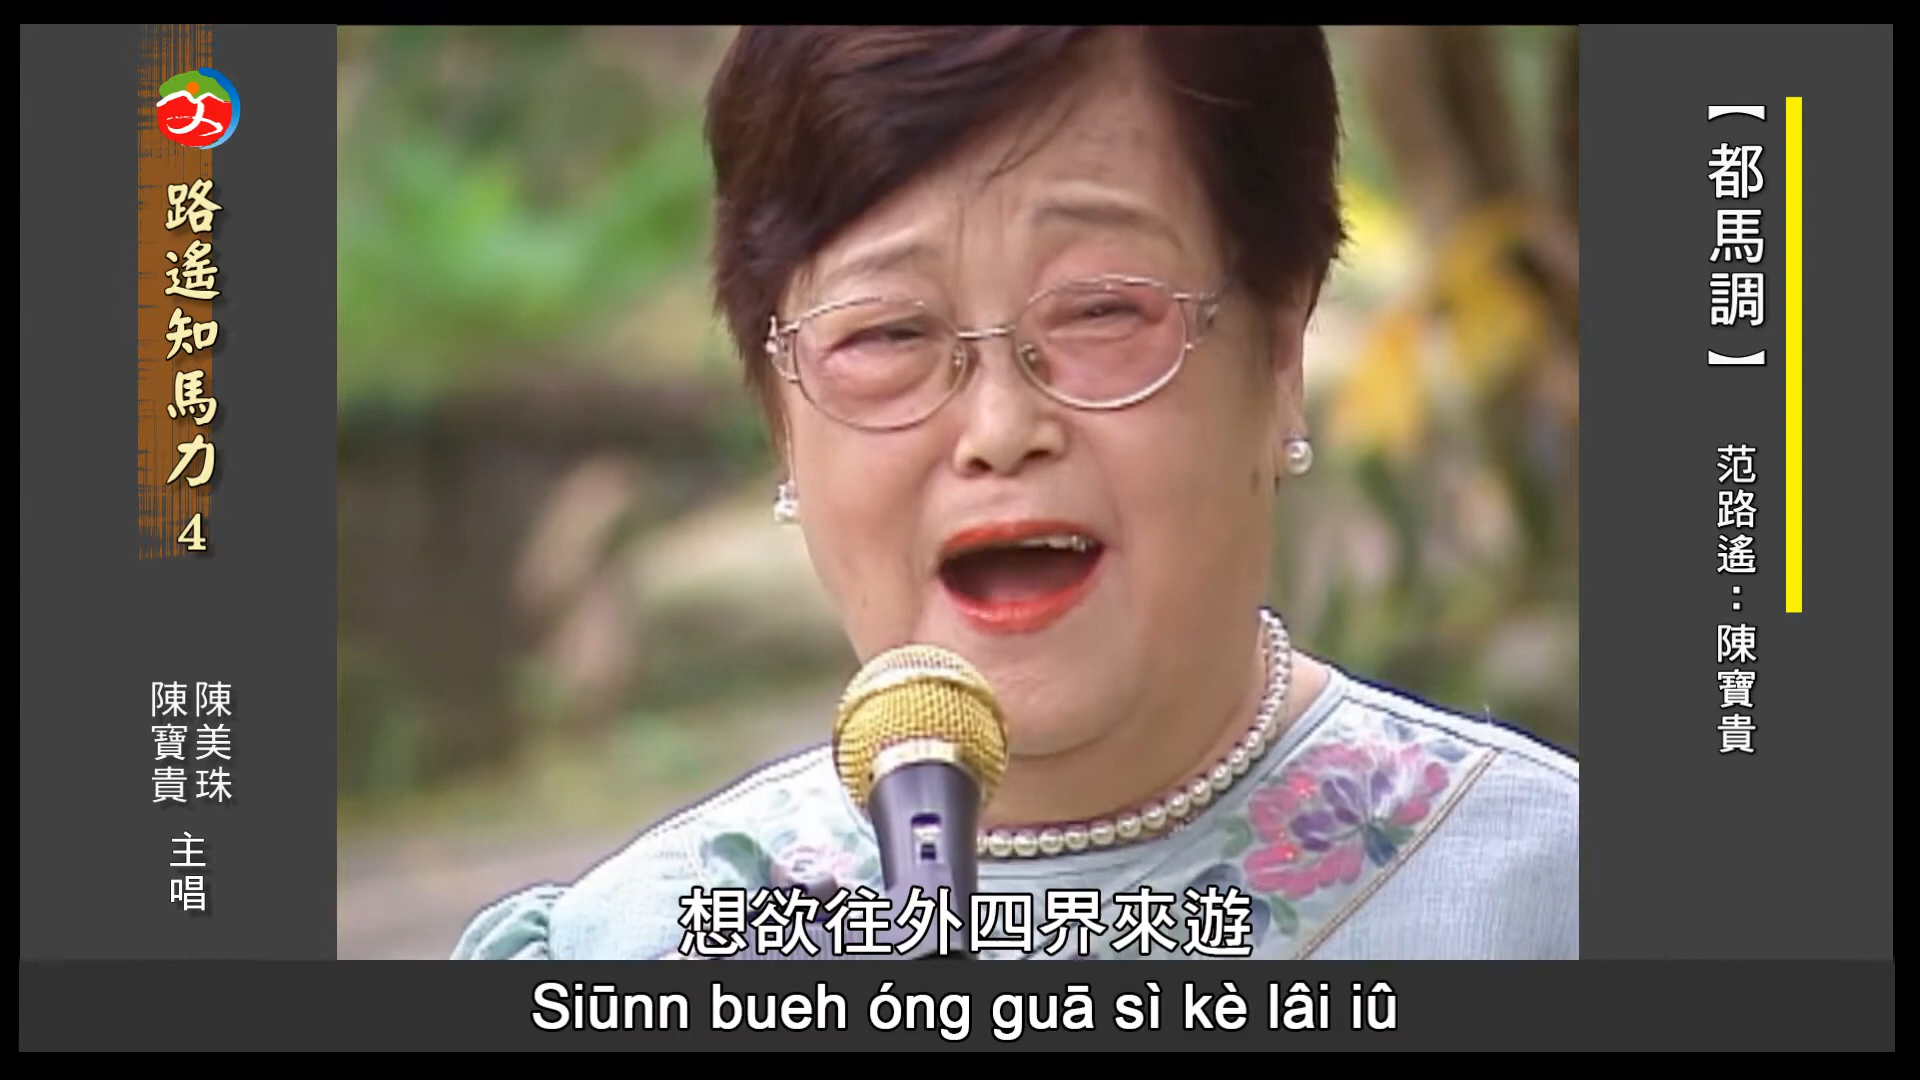 路遙知馬力 4
陳美珠
陳寶貴
主唱
【都馬調】
范路遙：陳寶貴
想欲往外四界來遊
Siūnn bueh óng guā sì kè lâi iû